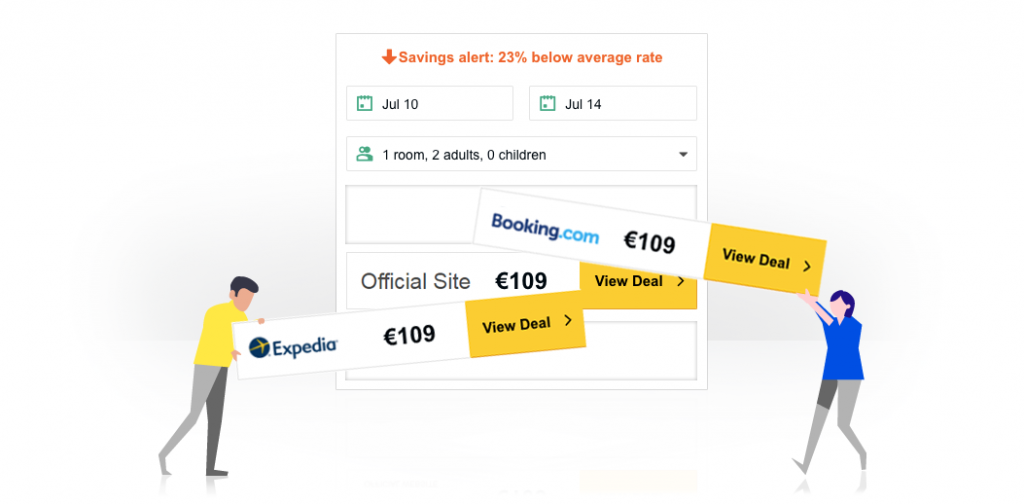 Savings alert: 23% below average rate
Jul 10
Jul 14
1 room, 2 adults, 0 children
Booking.com €109 View Deal
Official Site €109 View Deal
Expedia €109 View Deal